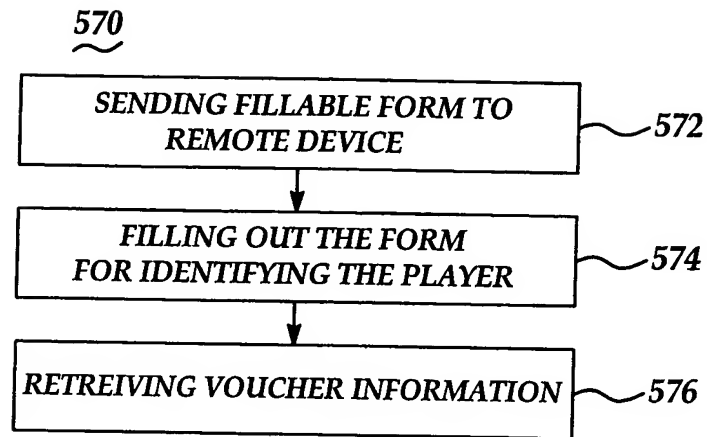 570
SENDING FILLABLE FORM TO
REMOTE DEVICE
572
FILLING OUT THE FORM
FOR IDENTIFYING THE PLAYER
574
RETREIVING VOUCHER INFORMATION
576